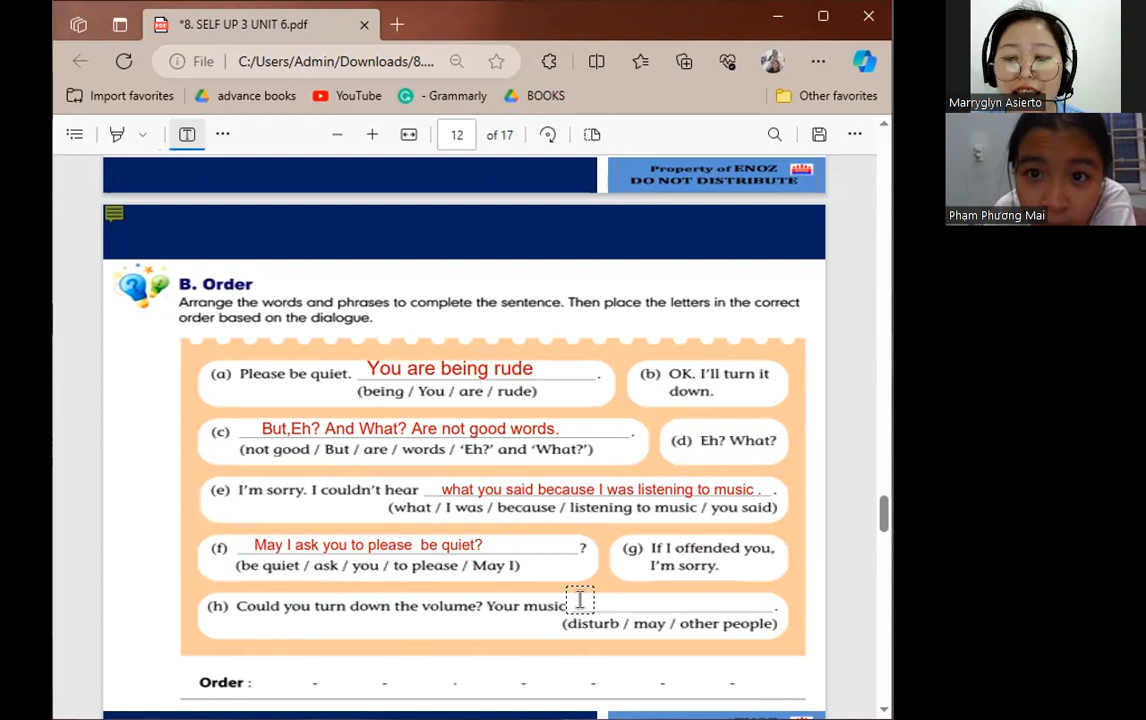 *8. SELF UP 3 UNIT 6.pdf
File C:/Users/Admin/Downloads/8....
Import favorites advance books YouTube - Grammarly BOOKS Other favorites
12 of 17
Property of ENOZ
DO NOT DISTRIBUTE
B. Order
Arrange the words and phrases to complete the sentence. Then place the letters in the correct
order based on the dialogue.
(a) Please be quiet. You are being rude.
(being / You / are / rude)
(b) OK. I'll turn it
down.
(c) But,Eh? And What? Are not good words. .
(not good / But / are / words / 'Eh?' and 'What?')
(d) Eh? What?
(e) I'm sorry. I couldn't hear what you said because I was listening to music . .
(what / I was / because / listening to music / you said)
(f) May I ask you to please be quiet? ?
(be quiet / ask / you / to please / May I)
(g) If I offended you,
I'm sorry.
(h) Could you turn down the volume? Your music .
(disturb / may / other people)
Order : - - - - - - -
Marryglyn Asierto
Phạm Phương Mai